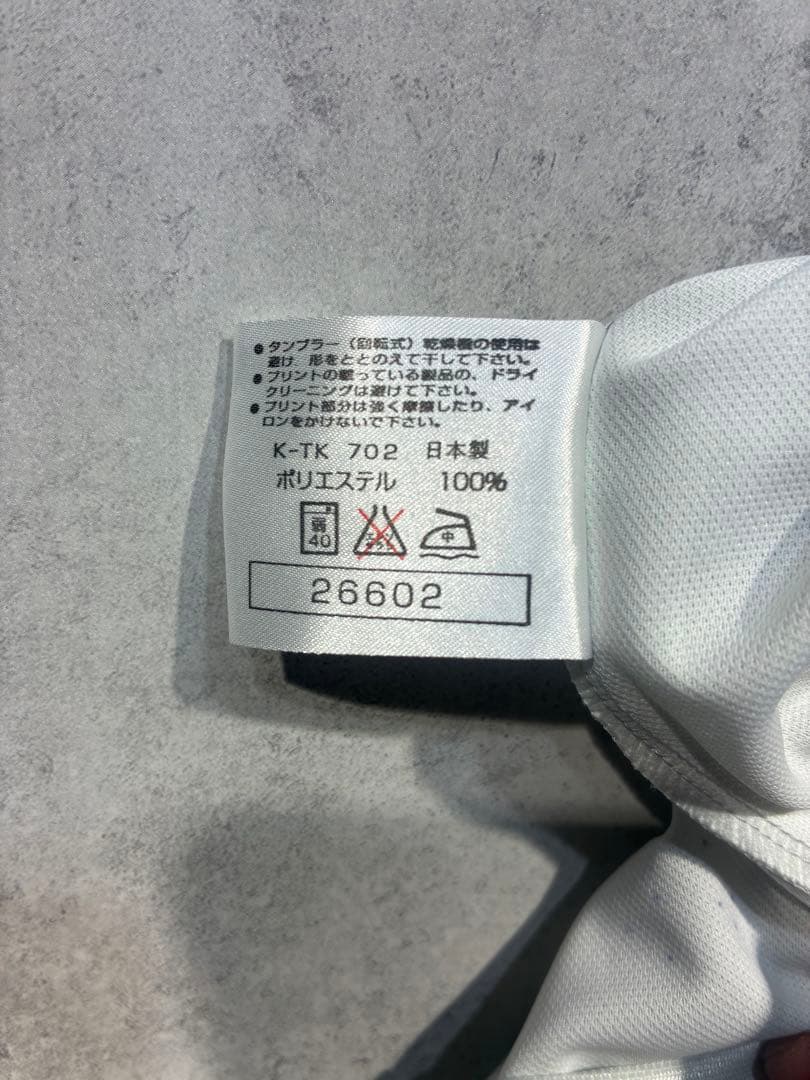 ●タンブラー（回転式）乾燥機の使用は
避け、形をととのえて干して下さい。
●プリントの載っている製品の、ドライ
クリーニングは避けて下さい。
●プリント部分は強く摩擦したり、アイ
ロンをかけないで下さい。
K-TK 702 日本製
ポリエステル 100%
弱 中
40
26602